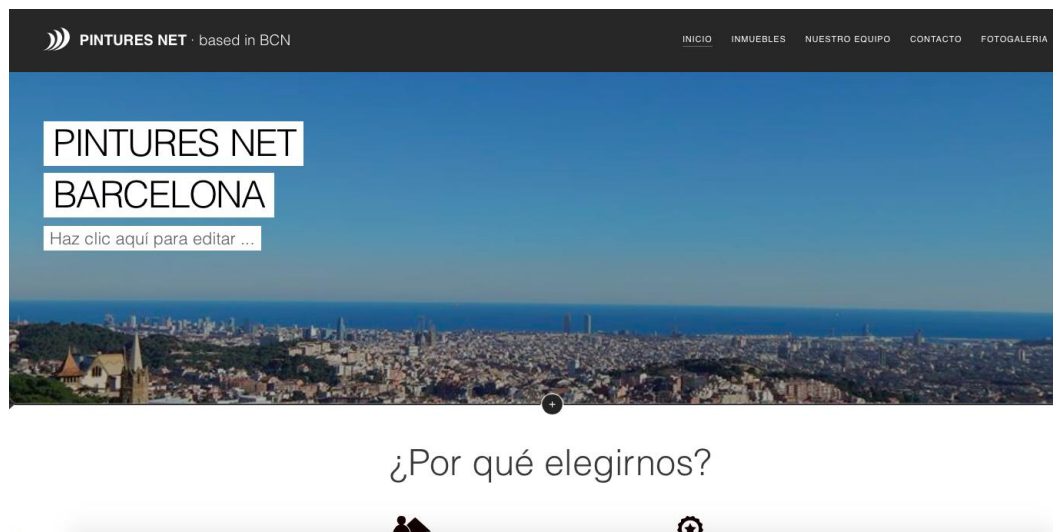 PINTURES NET · based in BCN
INICIO INMUEBLES NUESTRO EQUIPO CONTACTO FOTOGALERIA
PINTURES NET
BARCELONA
Haz clic aquí para editar ...
+
¿Por qué elegirnos?